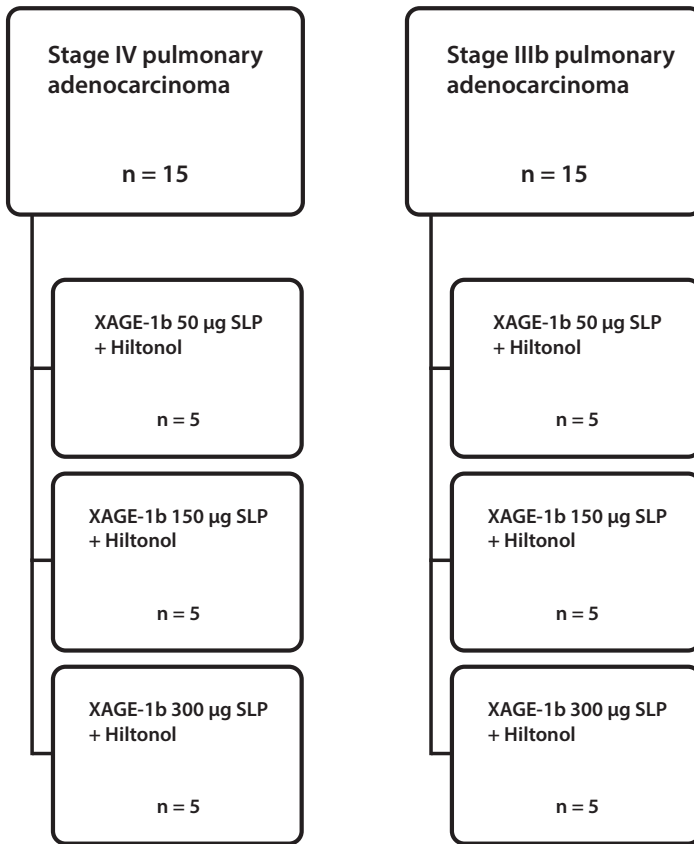 Stage IV pulmonary
adenocarcinoma
n = 15
XAGE-1b 50 µg SLP
+ Hiltonol
n = 5
XAGE-1b 150 µg SLP
+ Hiltonol
n = 5
XAGE-1b 300 µg SLP
+ Hiltonol
n = 5
Stage IIIb pulmonary
adenocarcinoma
n = 15
XAGE-1b 50 µg SLP
+ Hiltonol
n = 5
XAGE-1b 150 µg SLP
+ Hiltonol
n = 5
XAGE-1b 300 µg SLP
+ Hiltonol
n = 5